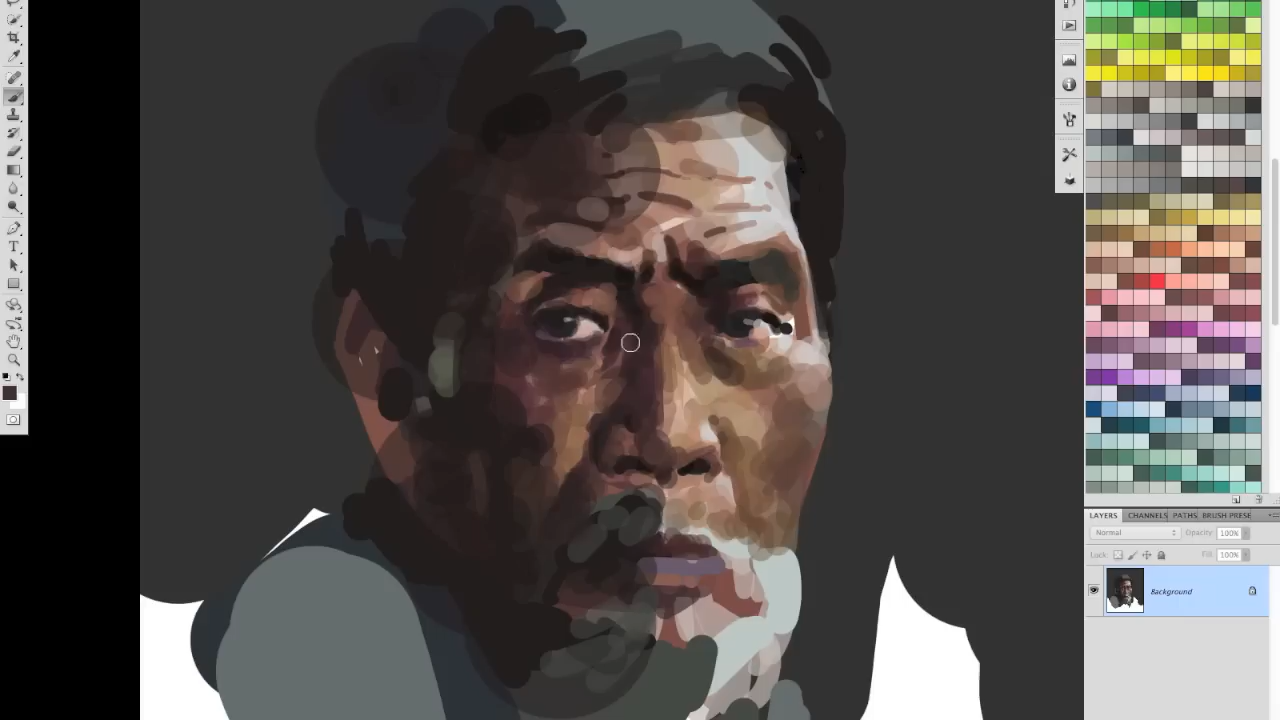 LAYERS CHANNELS PATHS BRUSH PRESE
Normal Opacity: 100%
Lock: Fill: 100%
Background